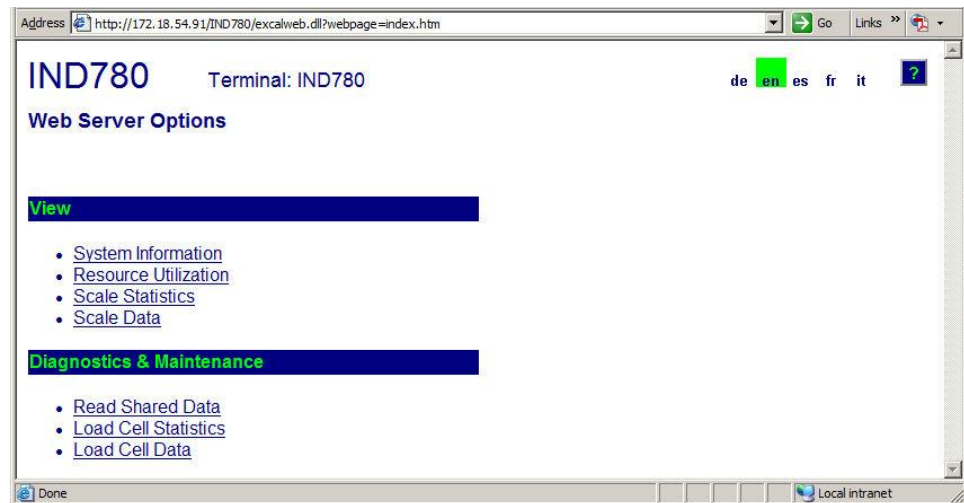 Address http://172.18.54.91/IND780/excalweb.dll?webpage=index.htm Go Links »
IND780 Terminal: IND780 de en es fr it ?
Web Server Options
View
• System Information
• Resource Utilization
• Scale Statistics
• Scale Data
Diagnostics & Maintenance
• Read Shared Data
• Load Cell Statistics
• Load Cell Data
Done Local intranet